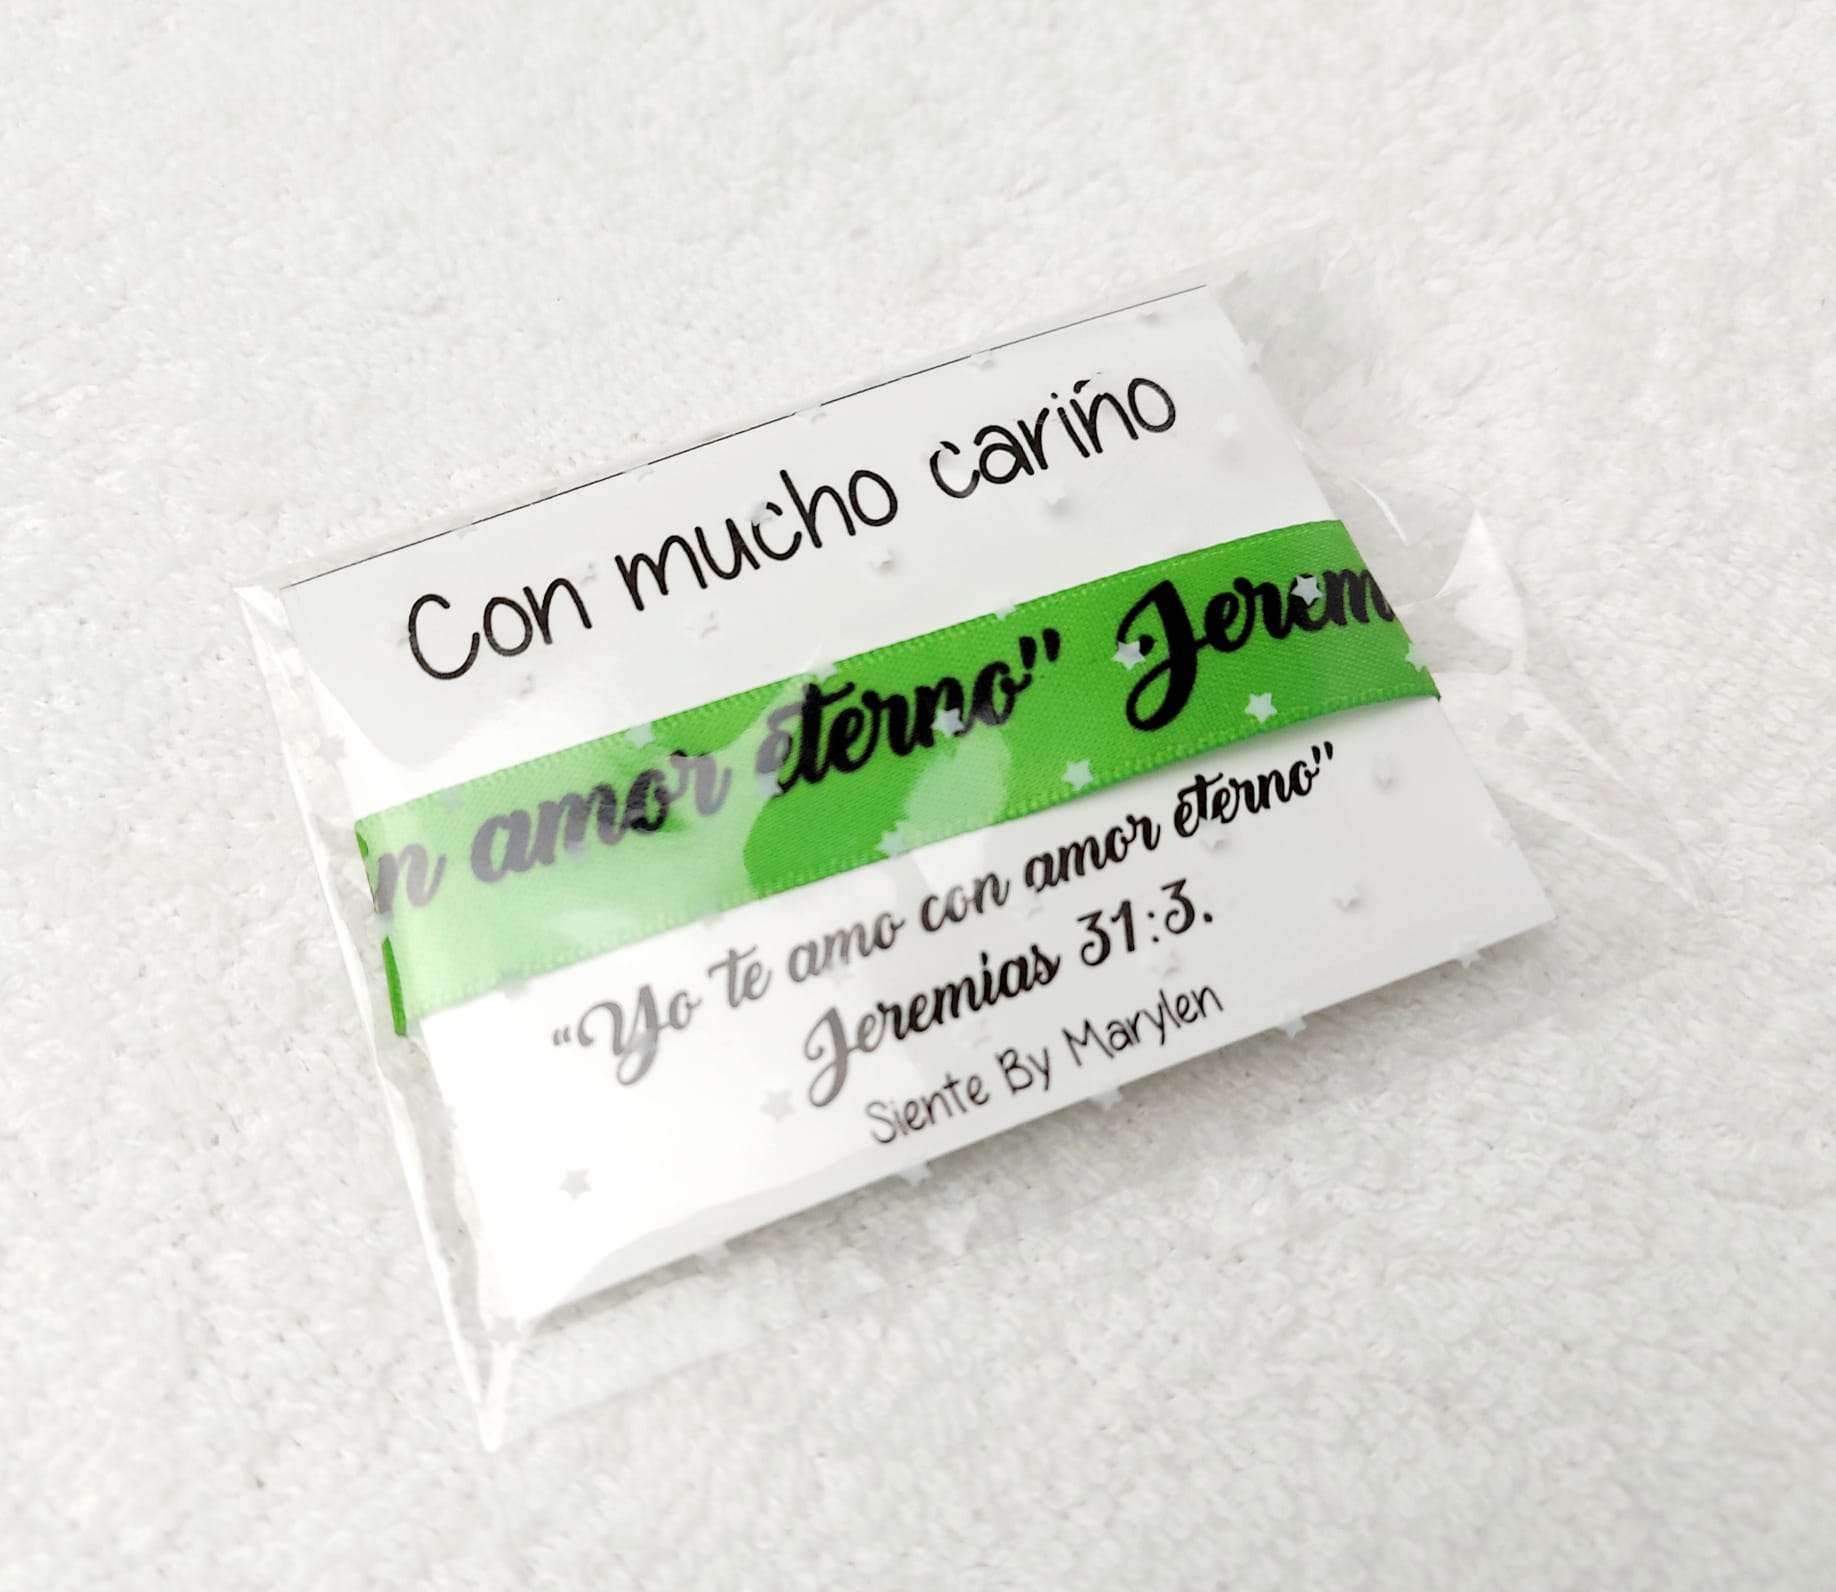 Con mucho cariño
n amor eterno" Jerem
"Yo te amo con amor eterno"
Jeremias 31:3.
Siente By Marylen